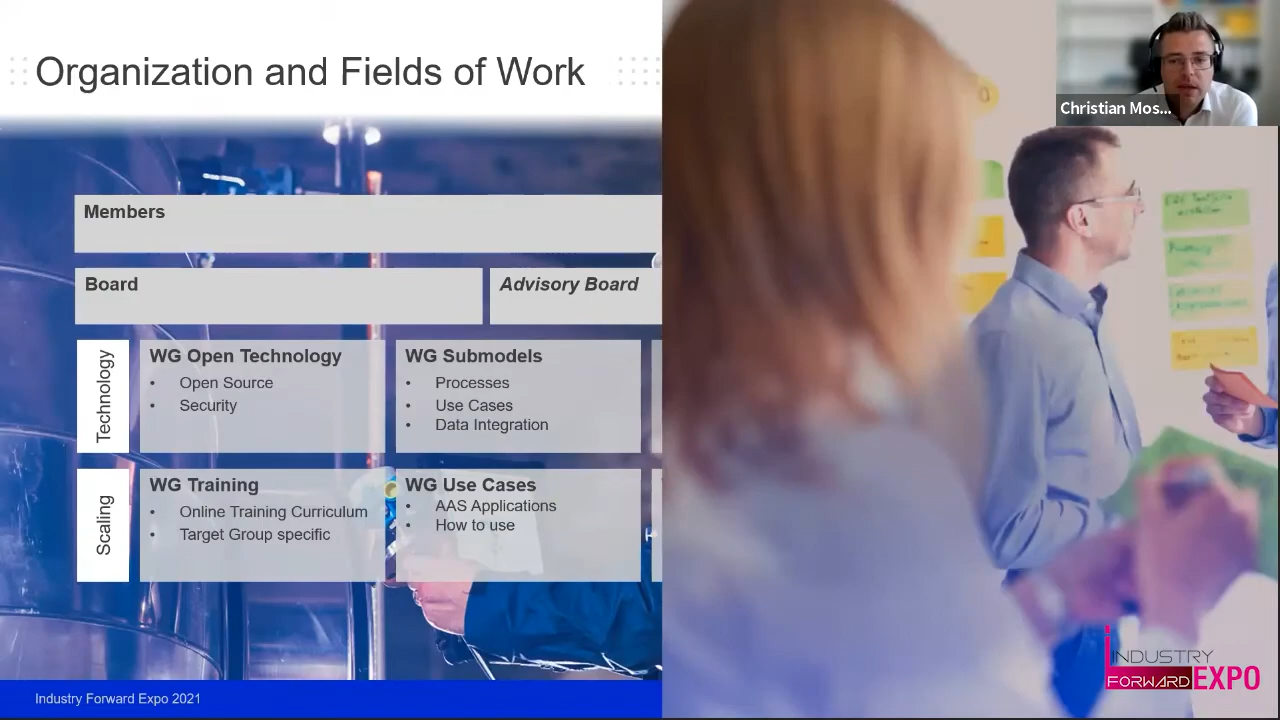 Organization and Fields of Work
Christian Mos...
Members
Board
Advisory Board
Technology
WG Open Technology
• Open Source
• Security
WG Submodels
• Processes
• Use Cases
• Data Integration
Scaling
WG Training
• Online Training Curriculum
• Target Group specific
WG Use Cases
AAS Applications
How to use
Industry Forward Expo 2021
INDUSTRY
FORWARD EXPO